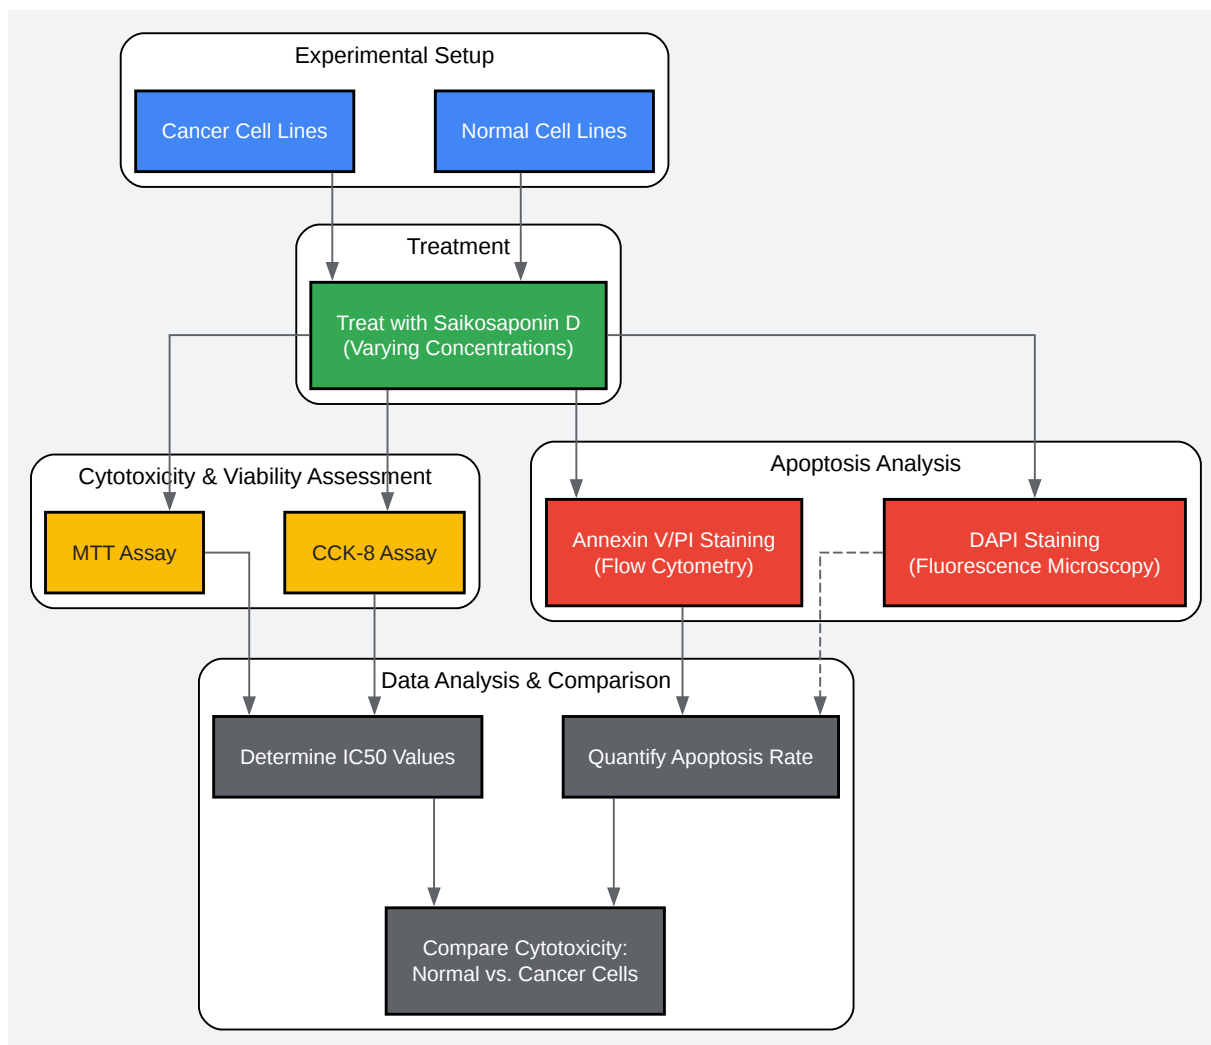 Experimental Setup
Cancer Cell Lines
Normal Cell Lines
Treatment
Treat with Saikosaponin D
(Varying Concentrations)
Cytotoxicity & Viability Assessment
MTT Assay
CCK-8 Assay
Apoptosis Analysis
Annexin V/PI Staining
(Flow Cytometry)
DAPI Staining
(Fluorescence Microscopy)
Data Analysis & Comparison
Determine IC50 Values
Quantify Apoptosis Rate
Compare Cytotoxicity:
Normal vs. Cancer Cells